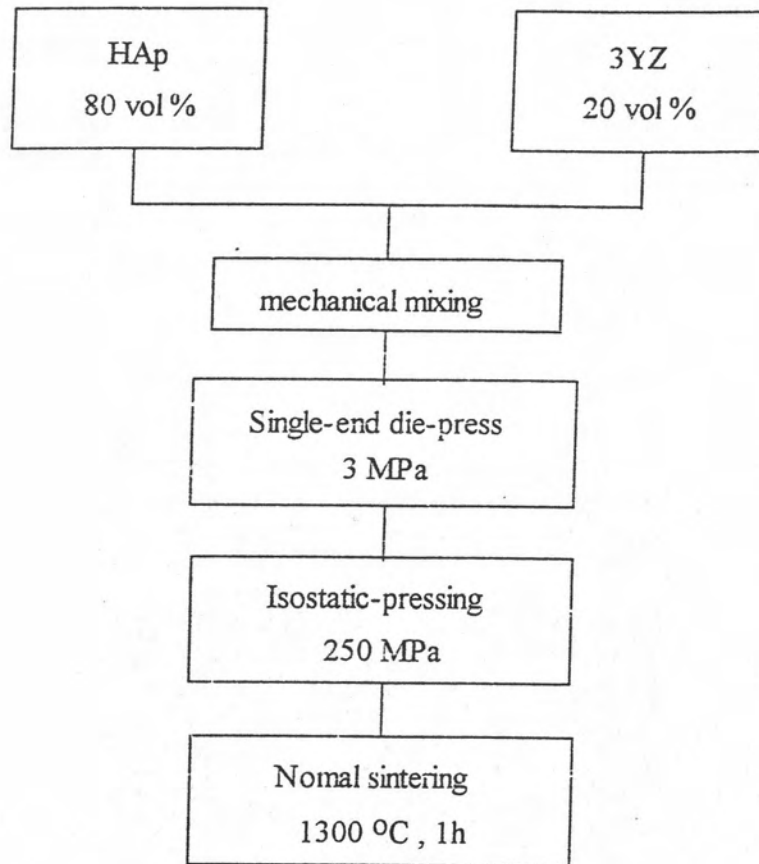 HAp
80 vol %
3YZ
20 vol %
mechanical mixing
Single-end die-press
3 MPa
Isostatic-pressing
250 MPa
Nomal sintering
1300 ºC , 1h